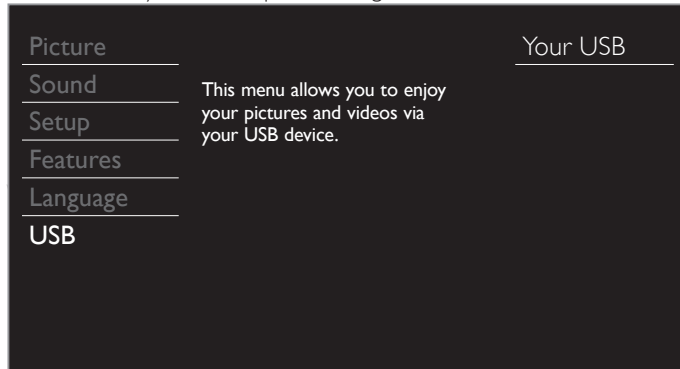 Picture
Sound
Setup
Features
Language
USB
This menu allows you to enjoy
your pictures and videos via
your USB device.
Your USB